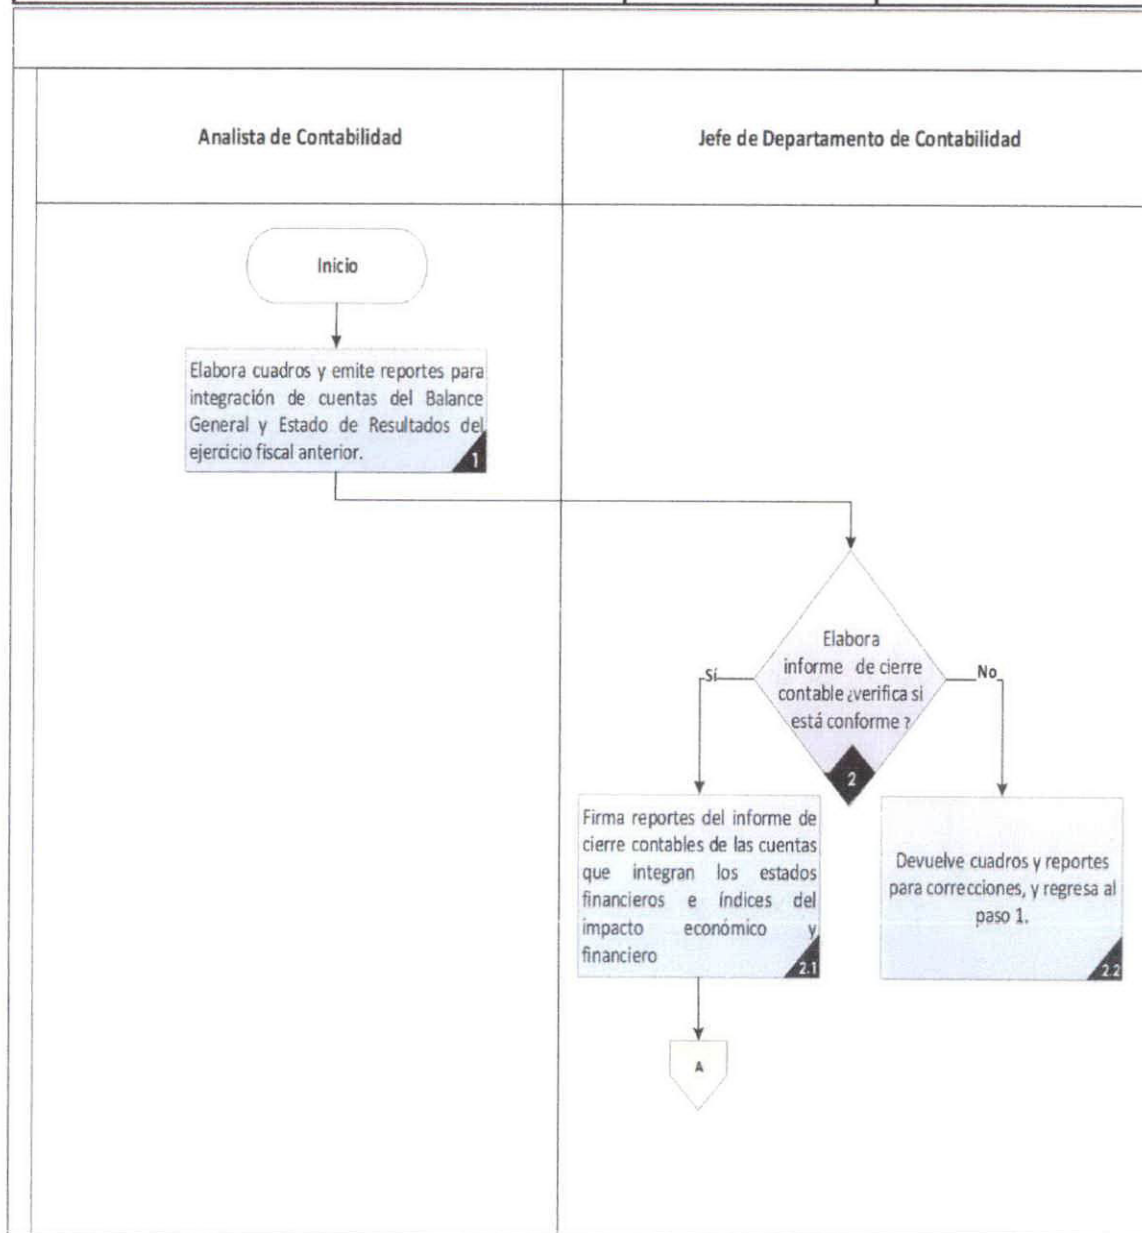 Analista de Contabilidad
Jefe de Departamento de Contabilidad
Inicio
Elabora cuadros y emite reportes para
integración de cuentas del Balance
General y Estado de Resultados del
ejercicio fiscal anterior.
1
Elabora
informe de cierre
contable ¿verifica si
está conforme ?
2
Sí
No
Firma reportes del informe de
cierre contables de las cuentas
que integran los estados
financieros e índices del
impacto económico y
financiero
2.1
Devuelve cuadros y reportes
para correcciones, y regresa al
paso 1.
2.2
A